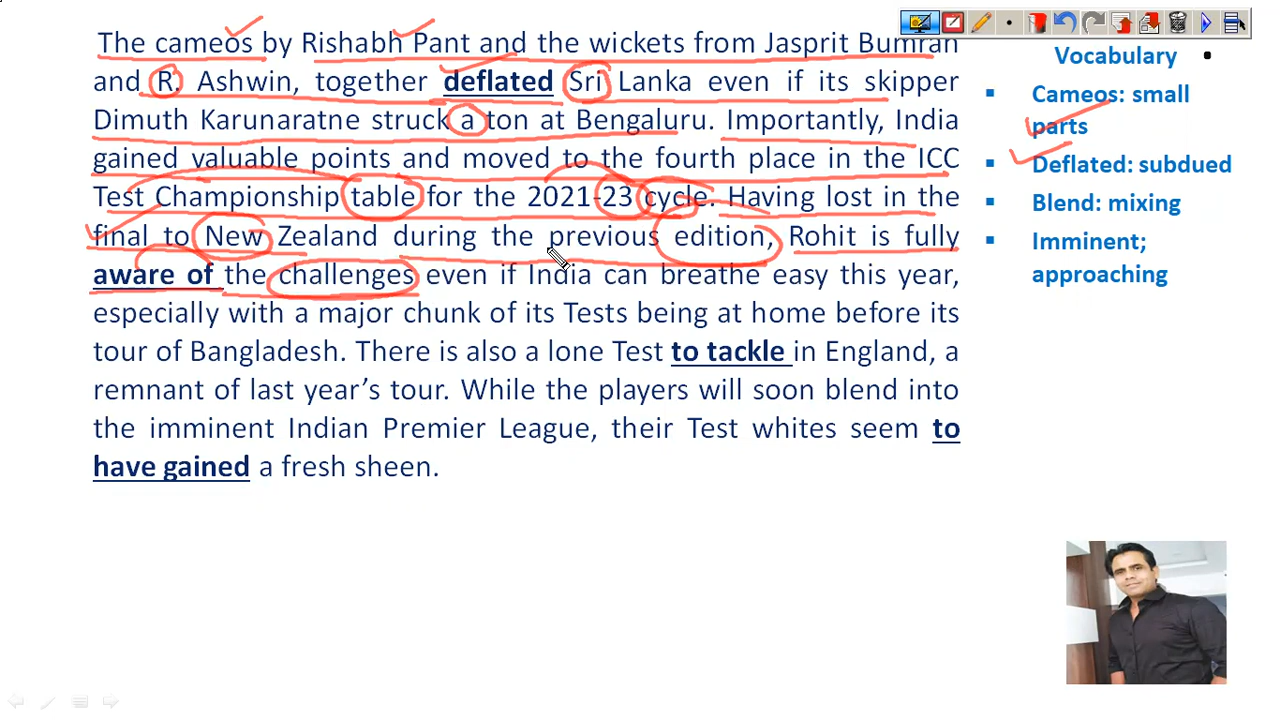 The cameos by Rishabh Pant and the wickets from Jasprit Bumrah
and R. Ashwin, together deflated Sri Lanka even if its skipper
Dimuth Karunaratne struck a ton at Bengaluru. Importantly, India
gained valuable points and moved to the fourth place in the ICC
Test Championship table for the 2021-23 cycle. Having lost in the
final to New Zealand during the previous edition, Rohit is fully
aware of the challenges even if India can breathe easy this year,
especially with a major chunk of its Tests being at home before its
tour of Bangladesh. There is also a lone Test to tackle in England, a
remnant of last year’s tour. While the players will soon blend into
the imminent Indian Premier League, their Test whites seem to
have gained a fresh sheen.
Vocabulary
Cameos: small
parts
Deflated: subdued
Blend: mixing
Imminent;
approaching